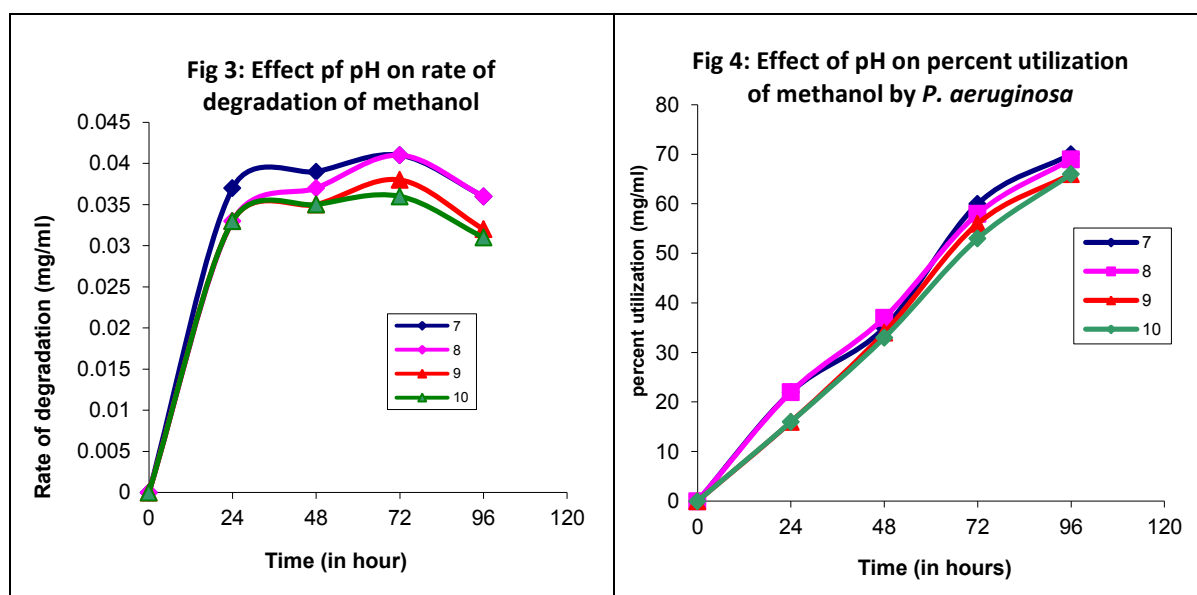 Fig 3: Effect pf pH on rate of
degradation of methanol
0.045
0.04
0.035
0.03
0.025
0.02
0.015
0.01
0.005
0
Rate of degradation (mg/ml)
0 24 48 72 96 120
Time (in hour)
7
8
9
10
Fig 4: Effect of pH on percent utilization
of methanol by P. aeruginosa
80
70
60
50
40
30
20
10
0
percent utilization (mg/ml)
0 24 48 72 96 120
Time (in hours)
7
8
9
10